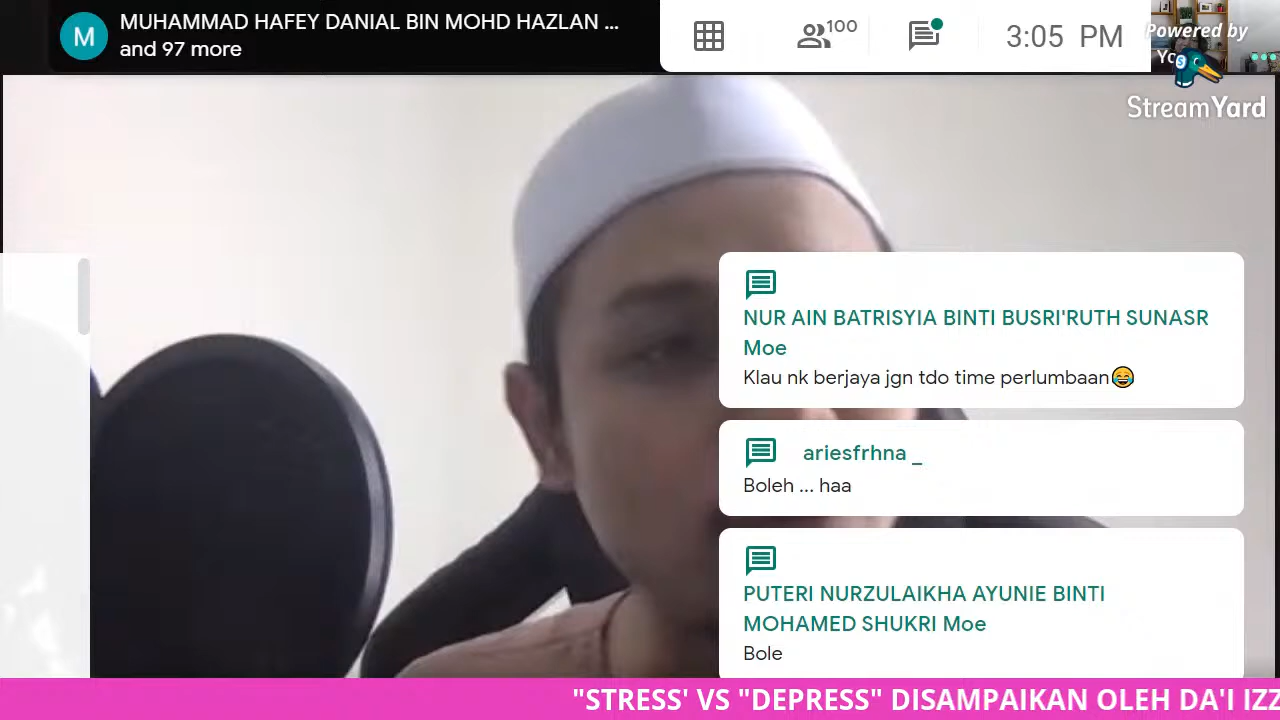 M
MUHAMMAD HAFEY DANIAL BIN MOHD HAZLAN ...
and 97 more
100
3:05 PM
Powered by
StreamYard
NUR AIN BATRISYIA BINTI BUSRI'RUTH SUNASR
Moe
Klau nk berjaya jgn tdo time perlumbaan😂
ariesfrhna _
Boleh ... haa
PUTERI NURZULAIKHA AYUNIE BINTI
MOHAMED SHUKRI Moe
Bole
"STRESS' VS "DEPRESS" DISAMPAIKAN OLEH DA'I IZZ